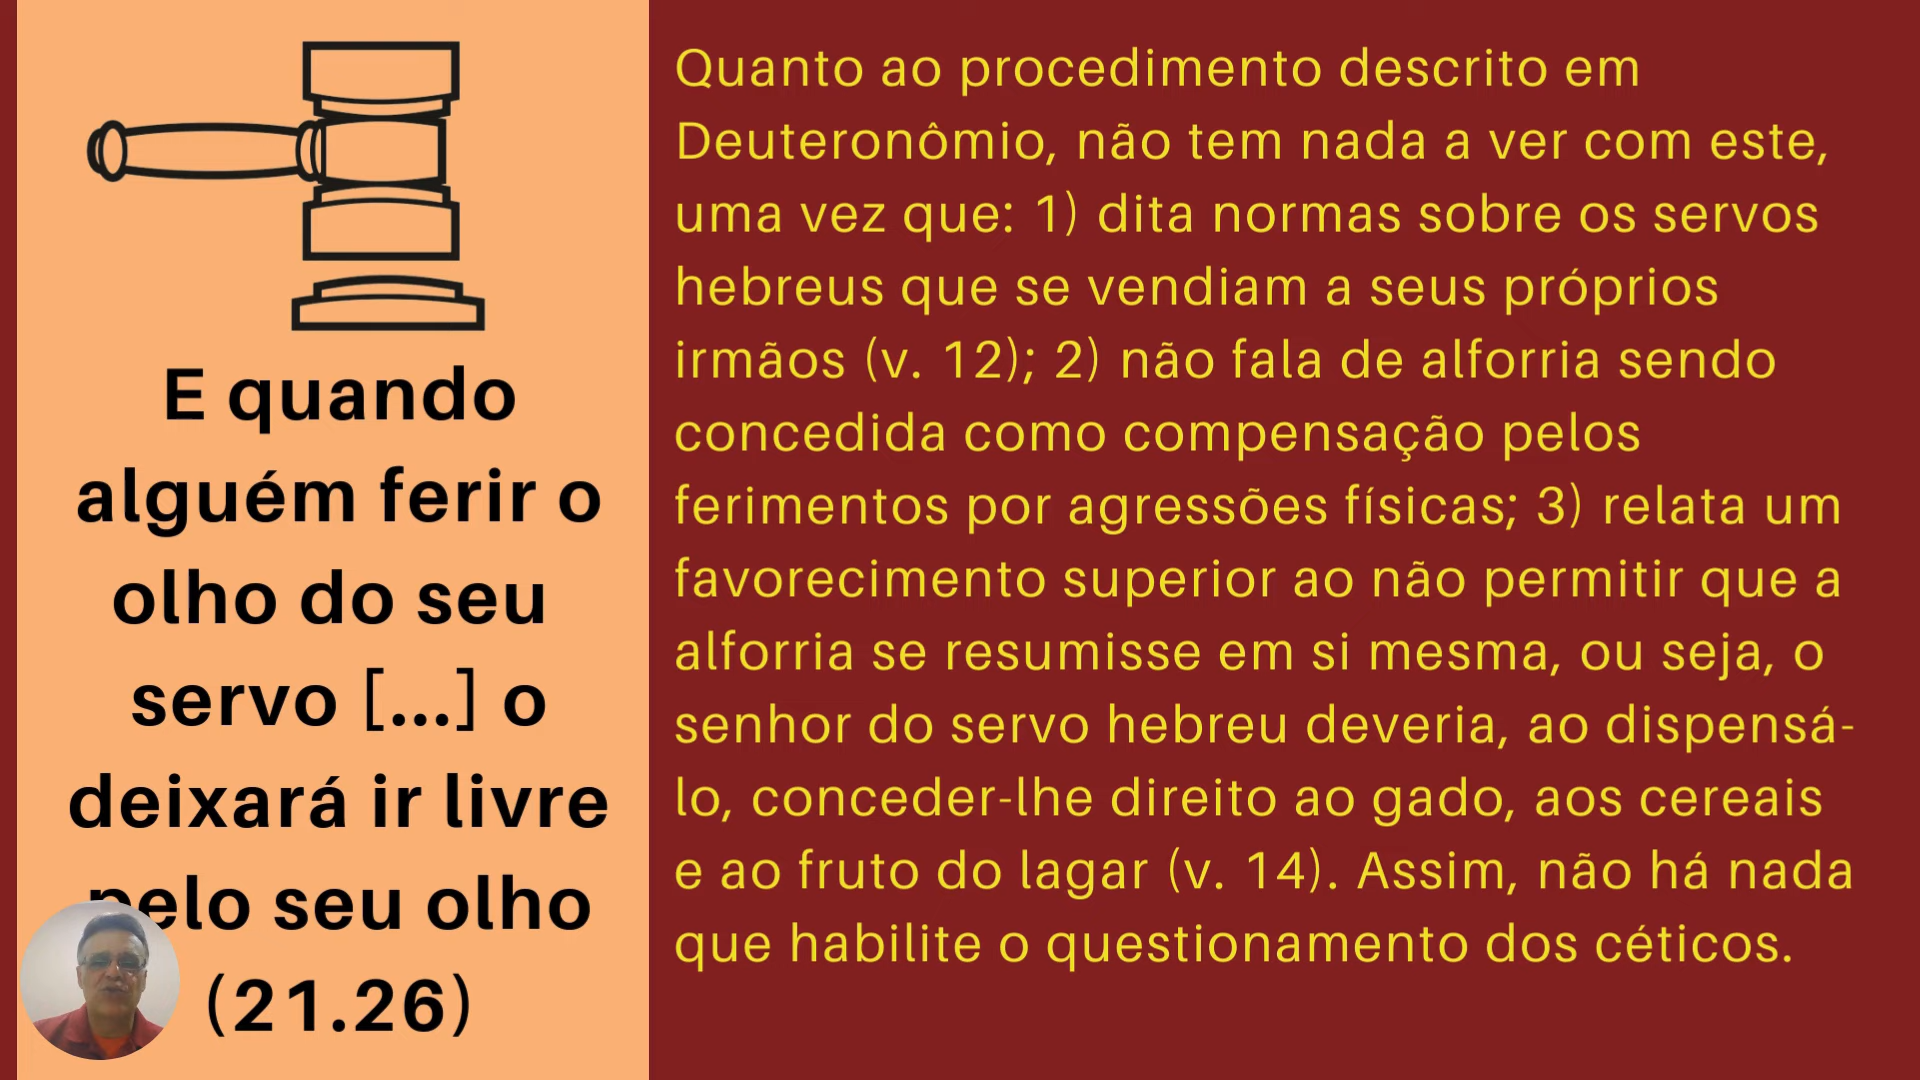 E quando
alguém ferir o
olho do seu
servo [...] o
deixará ir livre
pelo seu olho
(21.26)
Quanto ao procedimento descrito em
Deuteronômio, não tem nada a ver com este,
uma vez que: 1) dita normas sobre os servos
hebreus que se vendiam a seus próprios
irmãos (v. 12); 2) não fala de alforria sendo
concedida como compensação pelos
ferimentos por agressões físicas; 3) relata um
favorecimento superior ao não permitir que a
alforria se resumisse em si mesma, ou seja, o
senhor do servo hebreu deveria, ao dispensá-
lo, conceder-lhe direito ao gado, aos cereais
e ao fruto do lagar (v. 14). Assim, não há nada
que habilite o questionamento dos céticos.